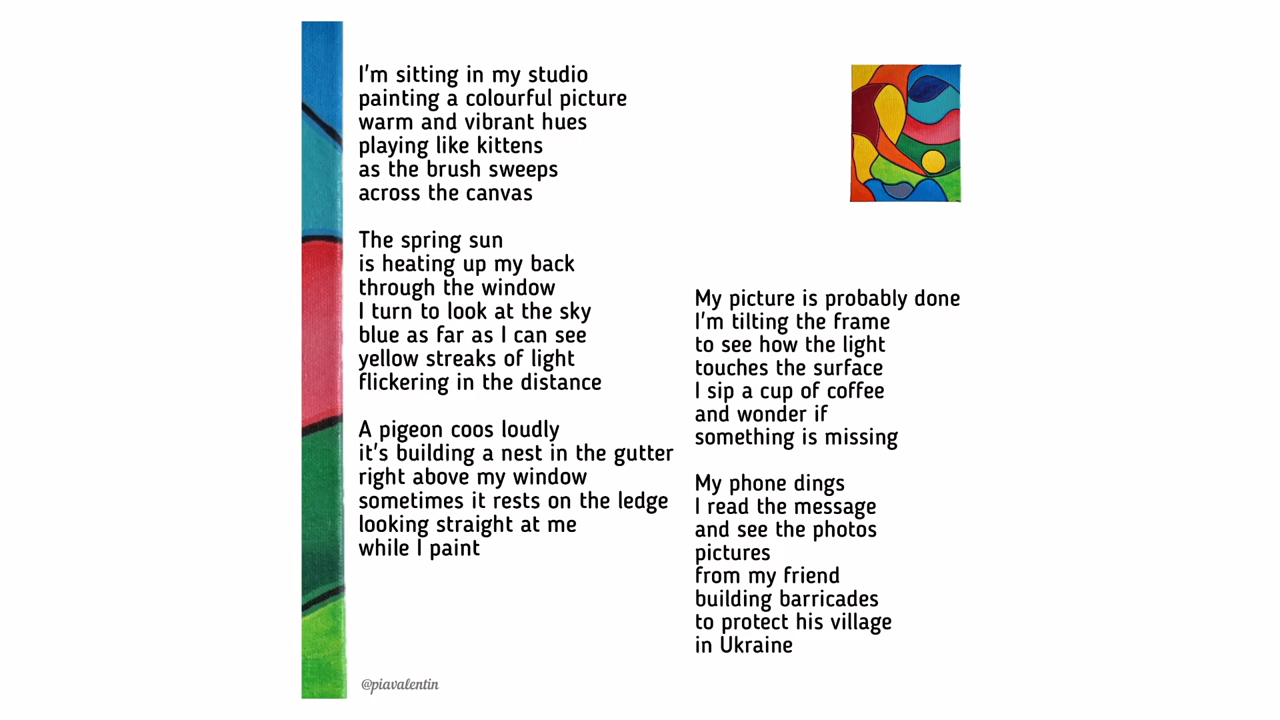 I'm sitting in my studio
painting a colourful picture
warm and vibrant hues
playing like kittens
as the brush sweeps
across the canvas
The spring sun
is heating up my back
through the window
I turn to look at the sky
blue as far as I can see
yellow streaks of light
flickering in the distance
A pigeon coos loudly
it's building a nest in the gutter
right above my window
sometimes it rests on the ledge
looking straight at me
while I paint
My picture is probably done
I'm tilting the frame
to see how the light
touches the surface
I sip a cup of coffee
and wonder if
something is missing
My phone dings
I read the message
and see the photos
pictures
from my friend
building barricades
to protect his village
in Ukraine
@piavalentin